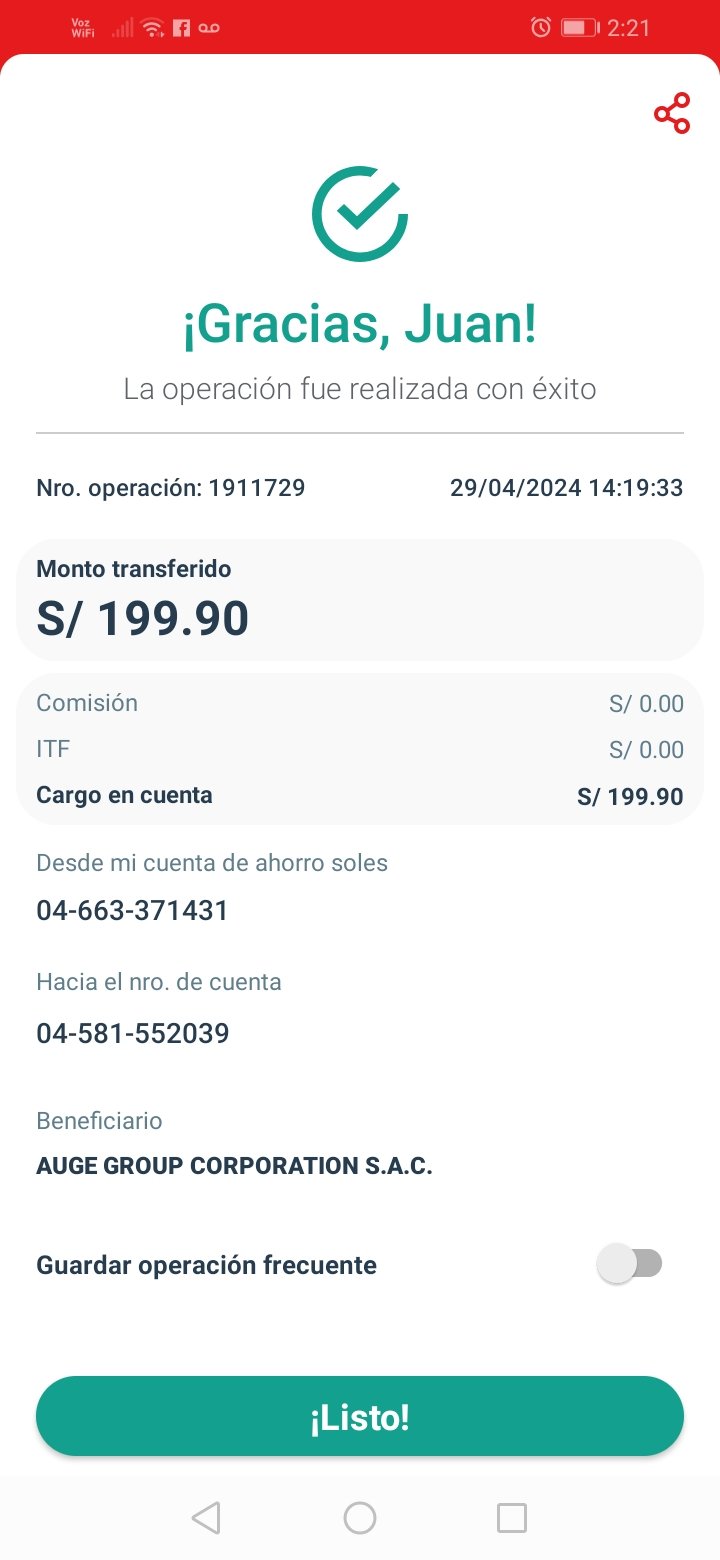 Voz
WiFi
2:21
¡Gracias, Juan!
La operación fue realizada con éxito
Nro. operación: 1911729 29/04/2024 14:19:33
Monto transferido
S/ 199.90
Comisión S/ 0.00
ITF S/ 0.00
Cargo en cuenta S/ 199.90
Desde mi cuenta de ahorro soles
04-663-371431
Hacia el nro. de cuenta
04-581-552039
Beneficiario
AUGE GROUP CORPORATION S.A.C.
Guardar operación frecuente
¡Listo!